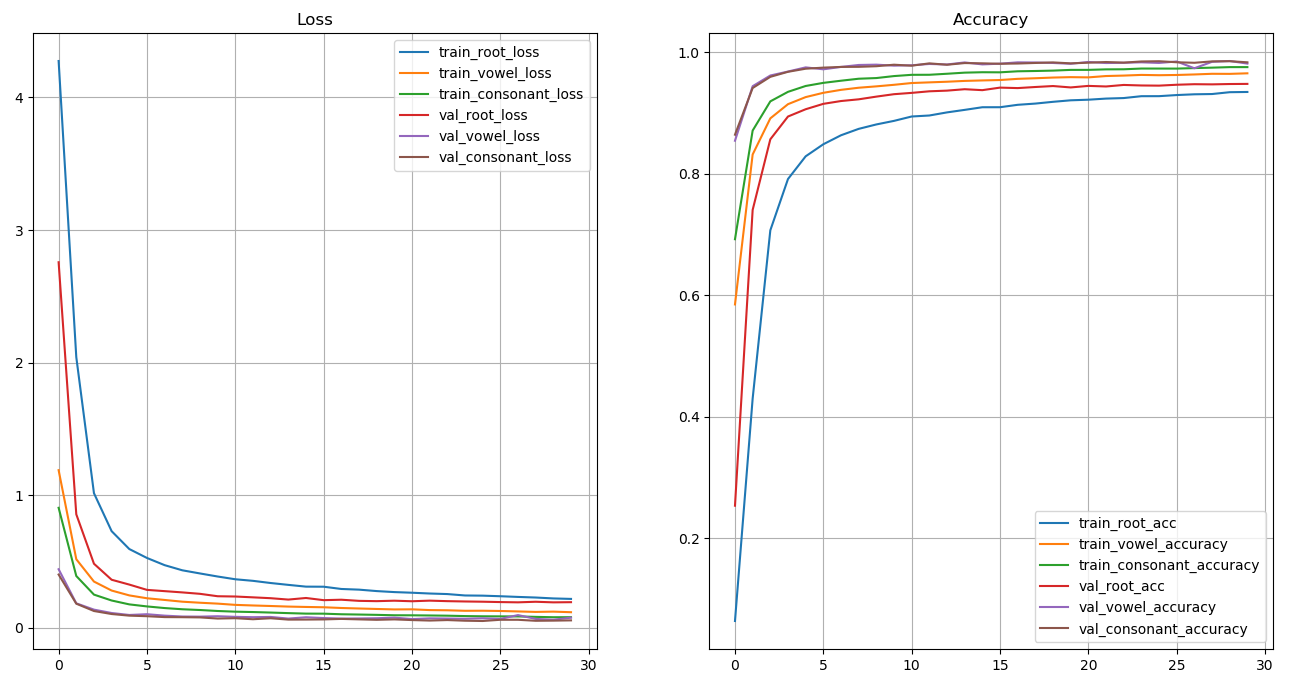 Loss
train_root_loss
train_vowel_loss
train_consonant_loss
val_root_loss
val_vowel_loss
val_consonant_loss
4
3
2
1
0
0 5 10 15 20 25 30
Accuracy
1.0
0.8
0.6
0.4
0.2
train_root_acc
train_vowel_accuracy
train_consonant_accuracy
val_root_acc
val_vowel_accuracy
val_consonant_accuracy
0 5 10 15 20 25 30